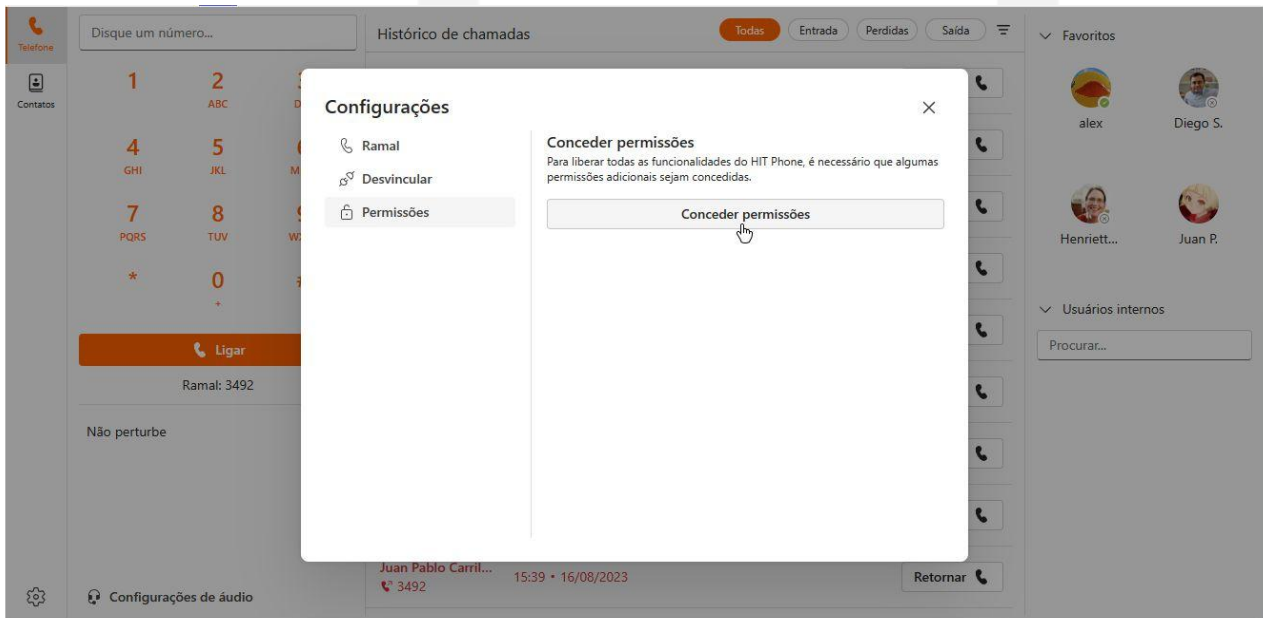 Telefone
Contatos
Disque um número...
1
2
ABC
4
GHI
5
JKL
7
PQRS
8
TUV
*
0
+
Ligar
Ramal: 3492
Não perturbe
Configurações de áudio
Histórico de chamadas
Todas
Entrada
Perdidas
Saída
Configurações
Ramal
Desvincular
Permissões
Conceder permissões
Para liberar todas as funcionalidades do HIT Phone, é necessário que algumas
permissões adicionais sejam concedidas.
Conceder permissões
Juan Pablo Carril...
3492
15:39 • 16/08/2023
Retornar
Favoritos
alex
Diego S.
Henriett...
Juan P.
Usuários internos
Procurar...